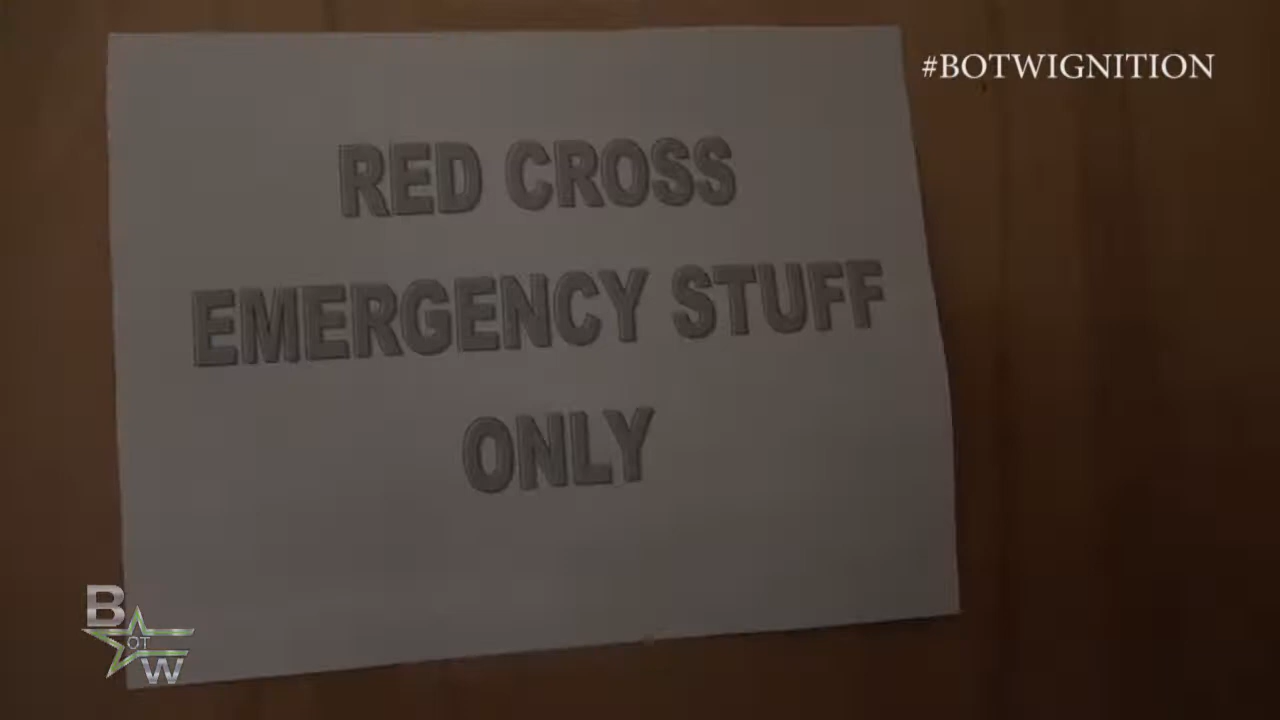 #BOTWIGNITION
RED CROSS
EMERGENCY STUFF
ONLY
B
OT
W